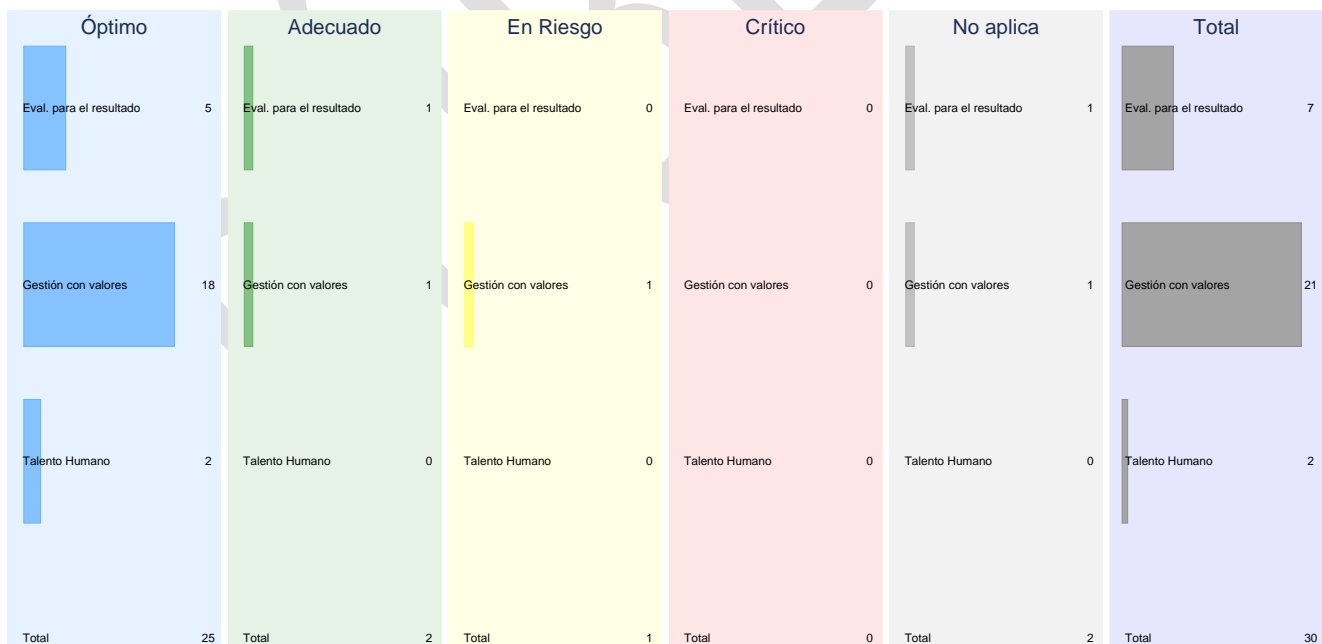 Óptimo Adecuado En Riesgo Crítico No aplica Total
Eval. para el resultado 5 Eval. para el resultado 1 Eval. para el resultado 0 Eval. para el resultado 0 Eval. para el resultado 1 Eval. para el resultado 7
Gestión con valores 18 Gestión con valores 1 Gestión con valores 1 Gestión con valores 0 Gestión con valores 1 Gestión con valores 21
Talento Humano 2 Talento Humano 0 Talento Humano 0 Talento Humano 0 Talento Humano 0 Talento Humano 2
Total 25 Total 2 Total 1 Total 0 Total 2 Total 30